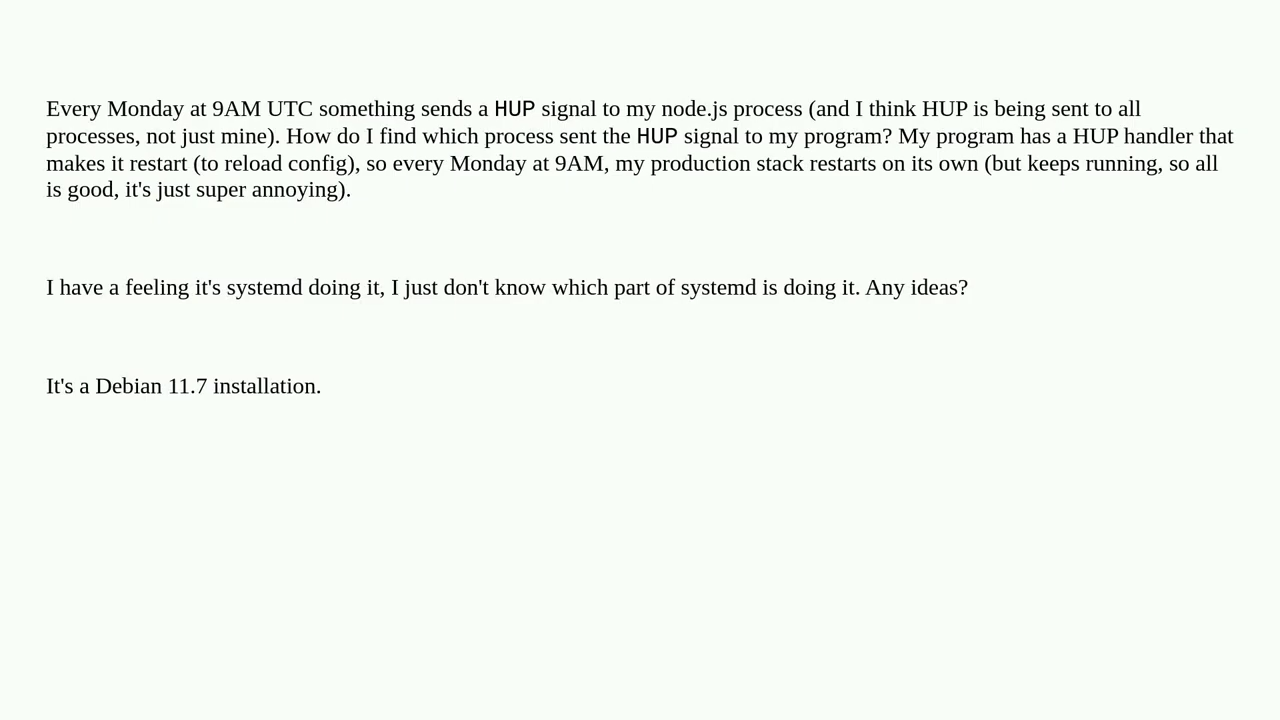 Every Monday at 9AM UTC something sends a HUP signal to my node.js process (and I think HUP is being sent to all
processes, not just mine). How do I find which process sent the HUP signal to my program? My program has a HUP handler that
makes it restart (to reload config), so every Monday at 9AM, my production stack restarts on its own (but keeps running, so all
is good, it's just super annoying).
I have a feeling it's systemd doing it, I just don't know which part of systemd is doing it. Any ideas?
It's a Debian 11.7 installation.